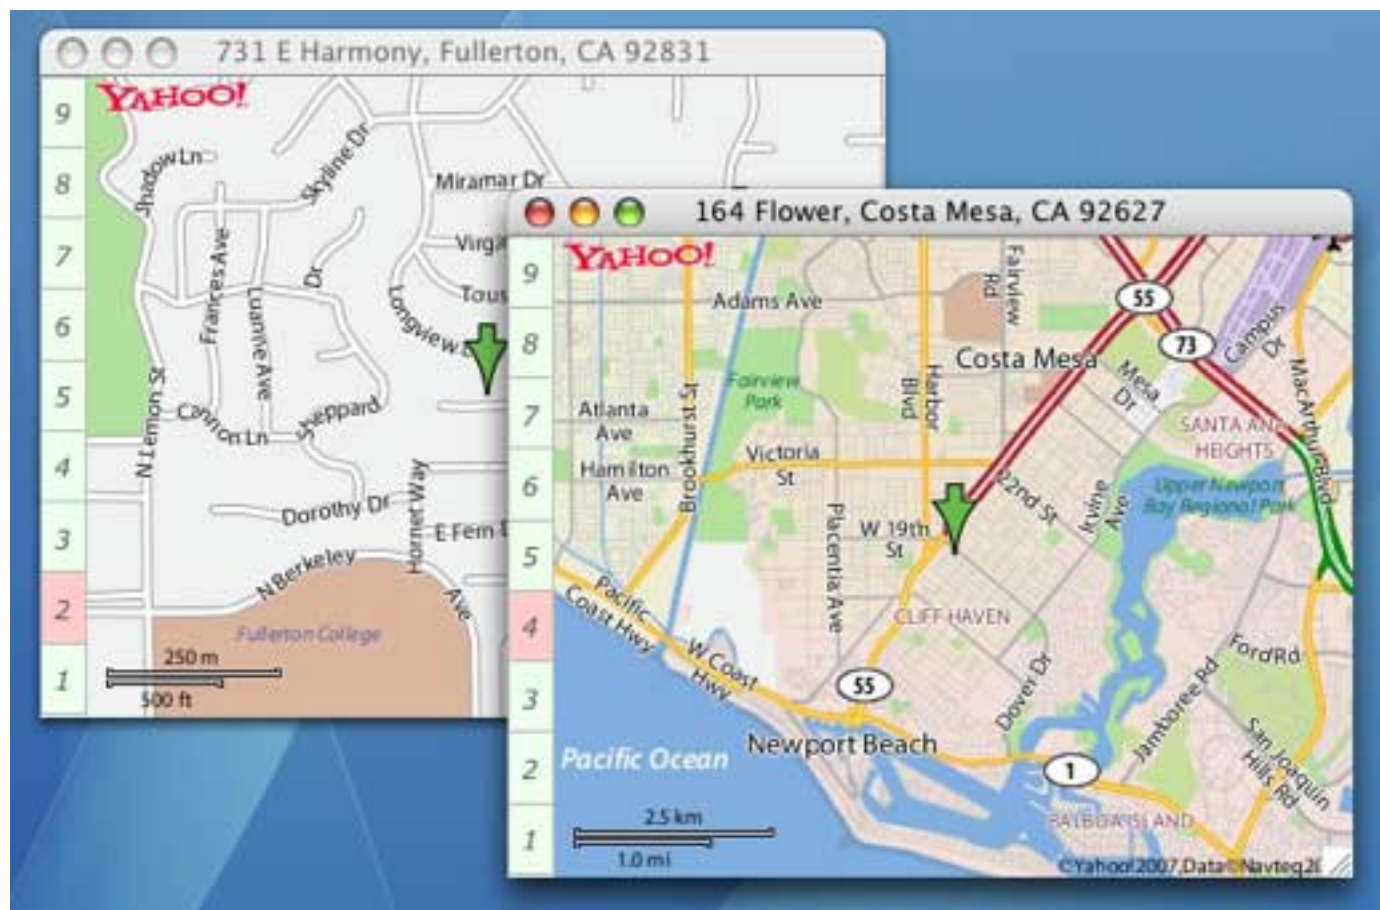 731 E Harmony, Fullerton, CA 92831
YAHOO!
9
8
7
6
5
4
3
2
1
Shadow Ln
Skyline Dr
Miramar Dr
Frances Ave
Luanne Ave
Dr
Longview
N Lemon St
Cannon Ln
Sheppard
Dorothy Dr
Hornet Way
E Fern
N Berkeley
Ave
Fullerton College
250 m
500 ft
164 Flower, Costa Mesa, CA 92627
YAHOO!
9
8
7
6
5
4
3
2
1
Adams Ave
Fairview
Rd
55
73
Campus
Dr
Costa Mesa
Mesa
Dr
MacArthur Blvd
Fairview
Park
Harbor
Blvd
Atlanta
Ave
Brookhurst St
SANTA ANA
HEIGHTS
Victoria
St
Hamilton
Ave
22nd St
Irvine
Ave
Upper Newport
Bay Regional Park
Placentia Ave
W 19th
St
Pacific
Coast Hwy
CLIFF HAVEN
W Coast
Hwy
55
Dover Dr
Ford Rd
Jamboree Rd
San Joaquin
Hills Rd
Newport Beach
Pacific Ocean
1
BALBOA ISLAND
2.5 km
1.0 mi
©Yahoo!2007,Data©Navteq